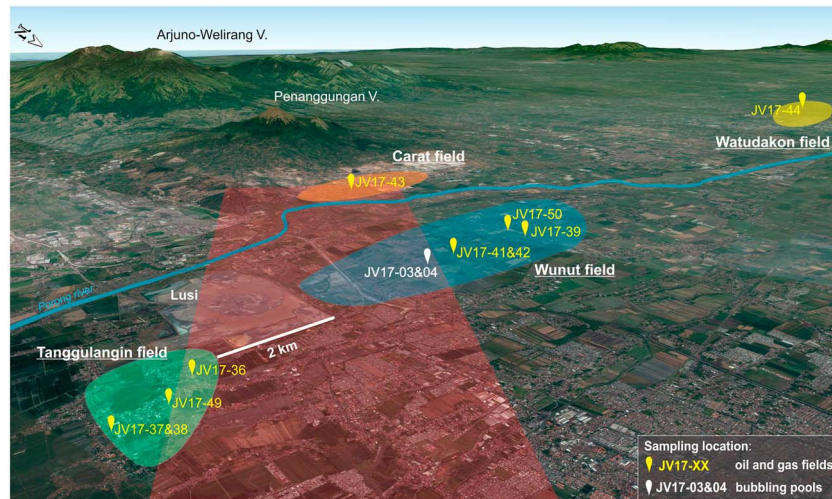 N
Arjuno-Welirang V.
Penanggungan V.
JV17-44
Watudakon field
Carat field
JV17-43
JV17-50
JV17-39
JV17-41&42
JV17-03&04
Wunut field
Porong river
Lusi
2 km
Tanggulangin field
JV17-36
JV17-49
JV17-37&38
Sampling location:
JV17-XX oil and gas fields
JV17-03&04 bubbling pools